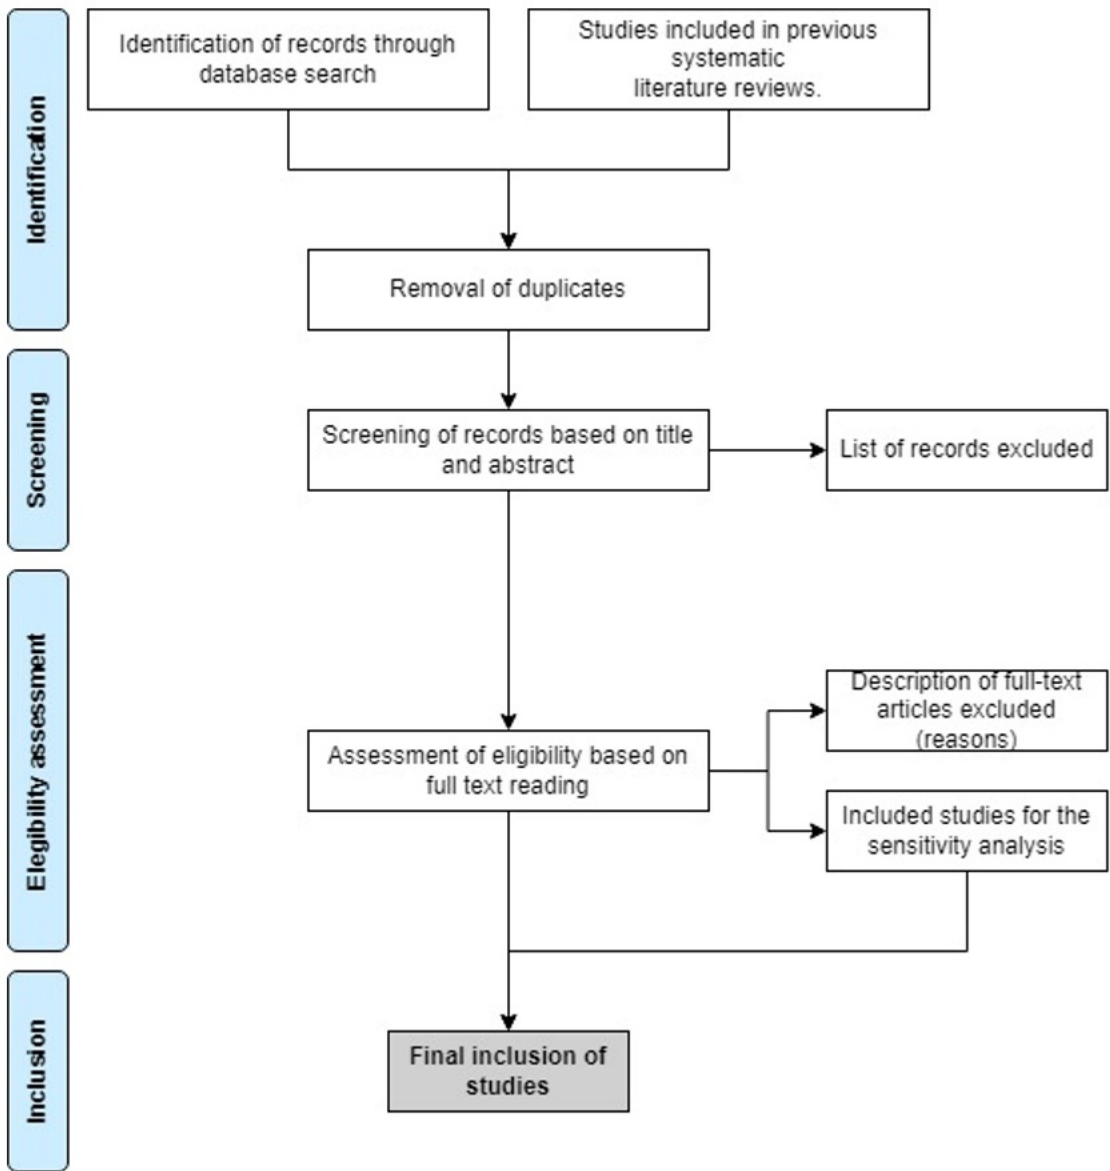 Identification
Identification of records through
database search
Studies included in previous
systematic
literature reviews.
Removal of duplicates
Screening
Screening of records based on title
and abstract
List of records excluded
Elegibility assessment
Assessment of eligibility based on
full text reading
Description of full-text
articles excluded
(reasons)
Included studies for the
sensitivity analysis
Inclusion
Final inclusion of
studies